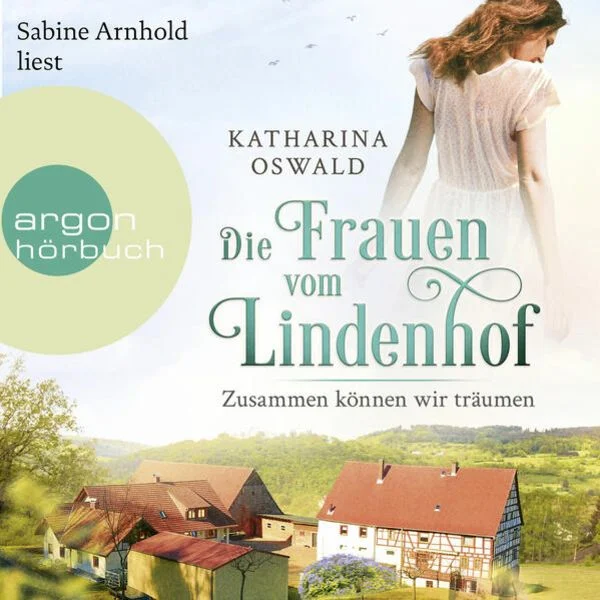 Sabine Arnhold
liest
argon
hörbuch
KATHARINA
OSWALD
Die Frauen
vom
Lindenhof
Zusammen können wir träumen